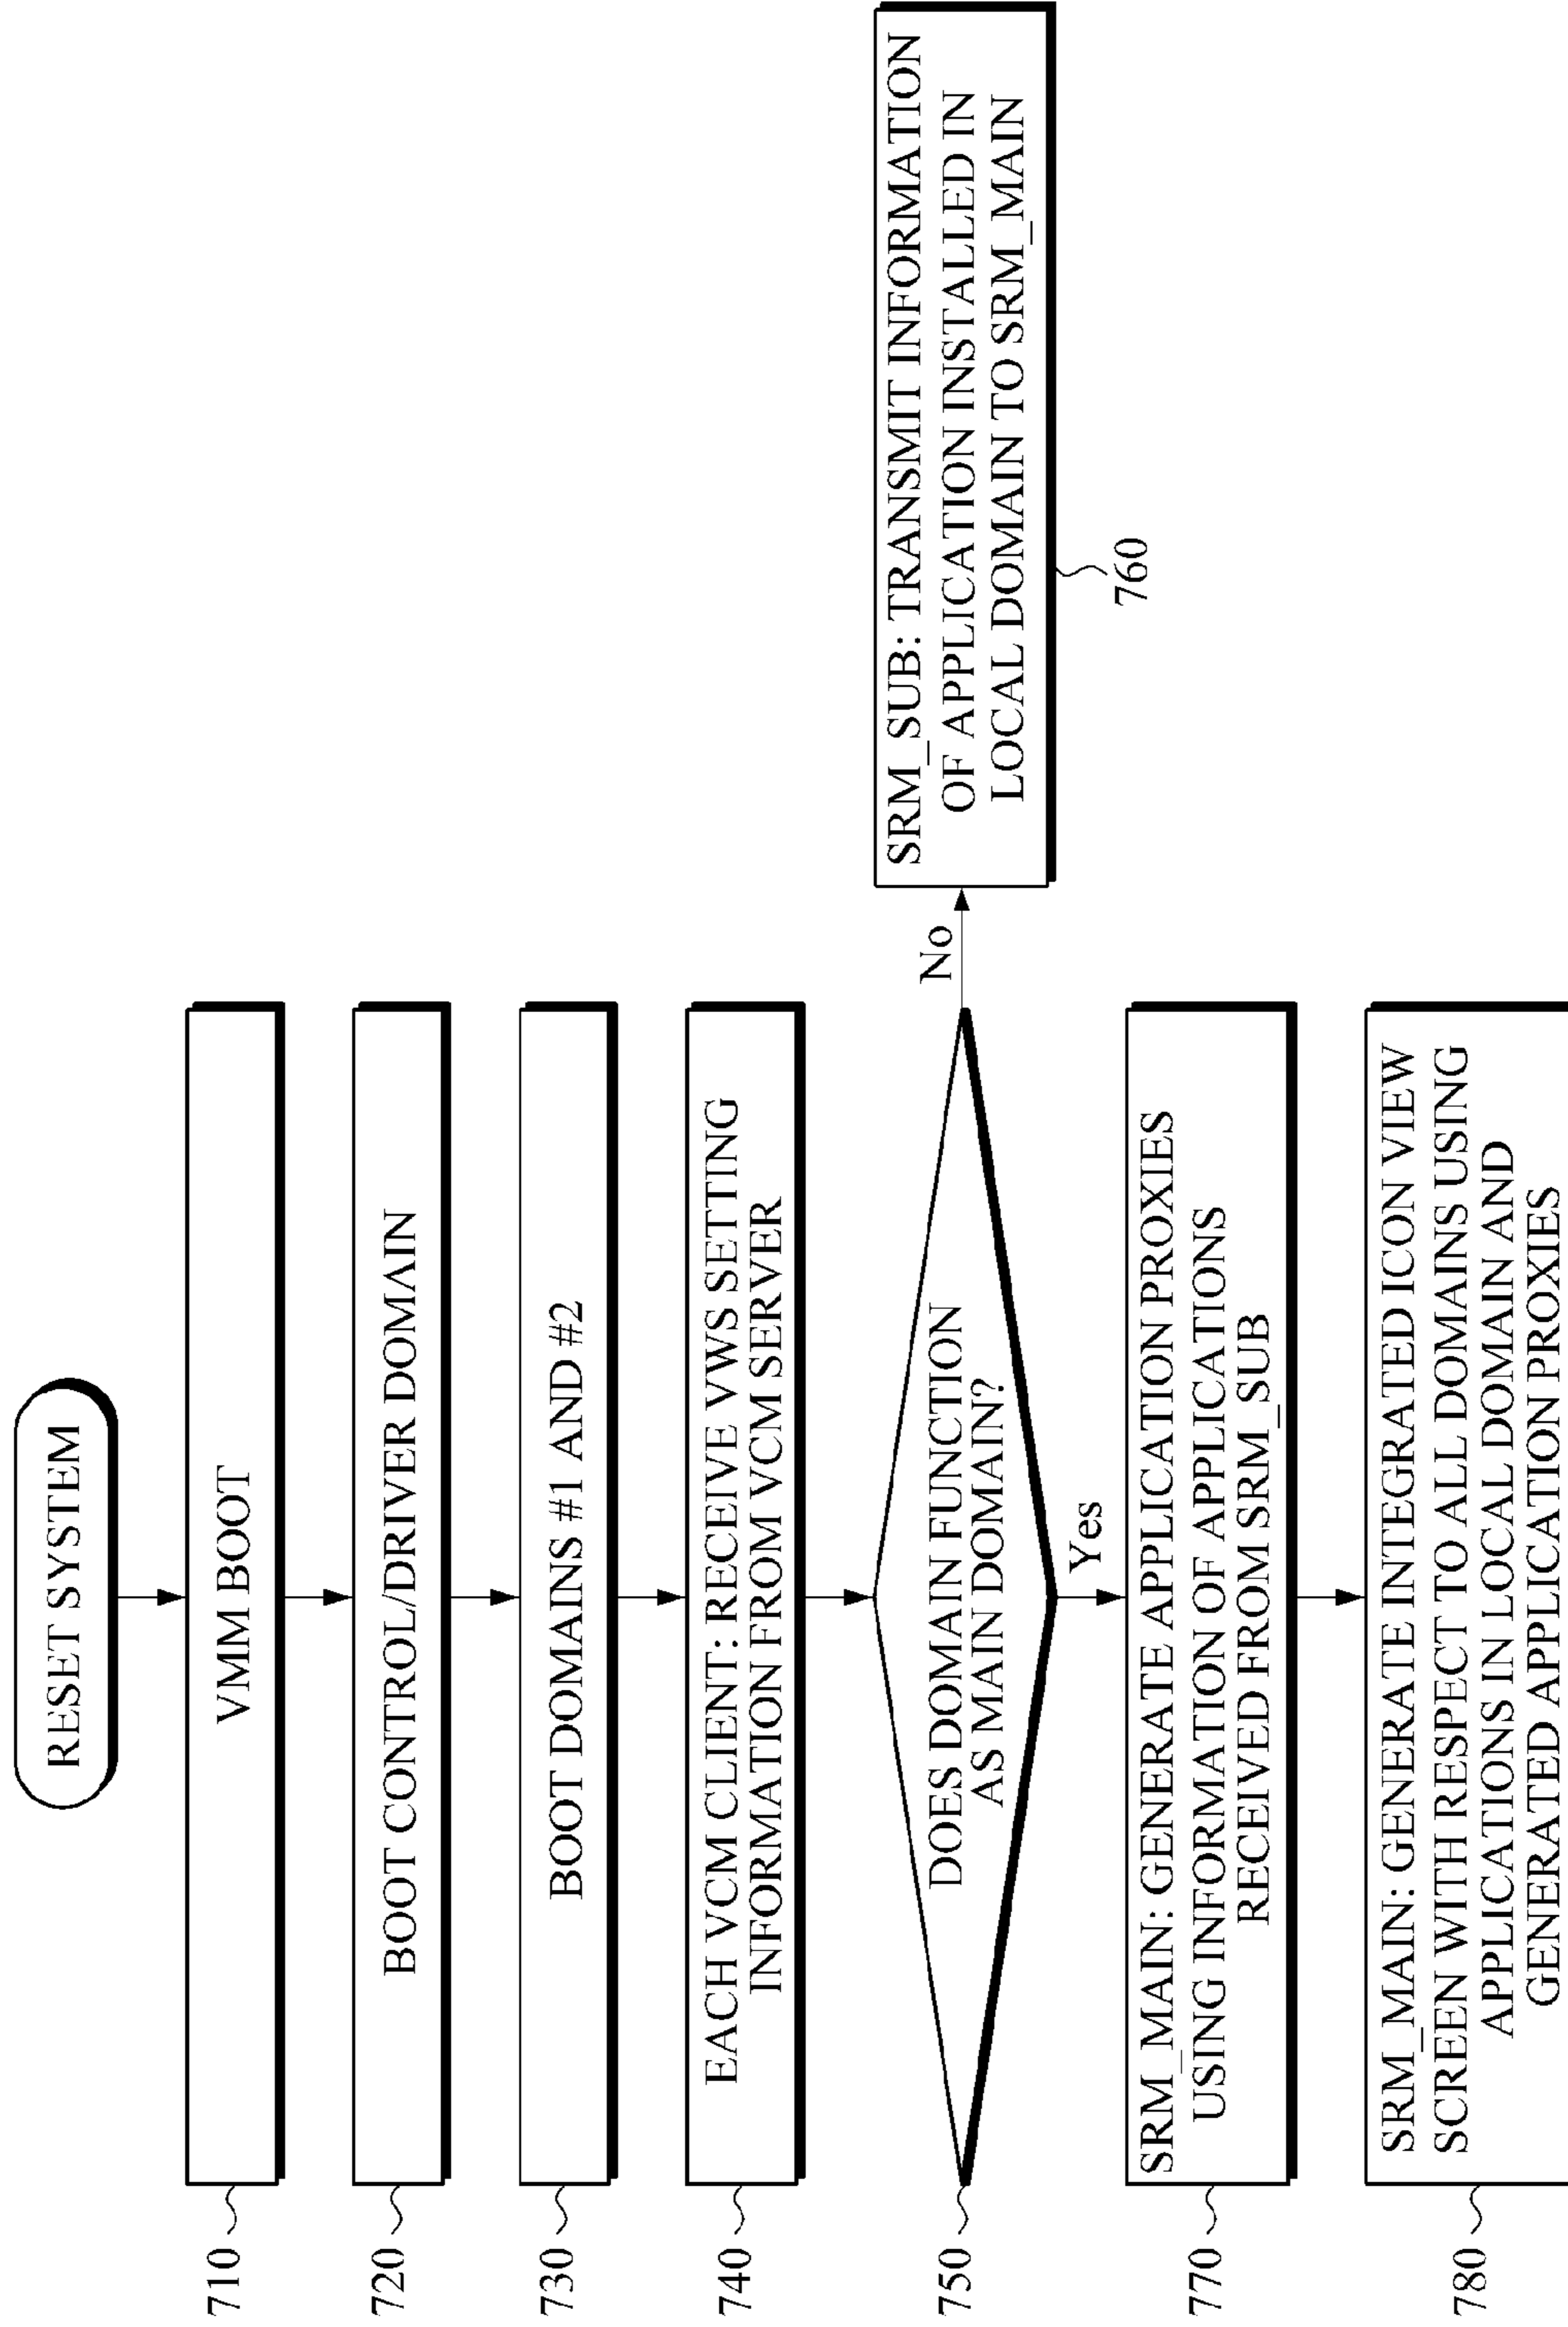 RESET SYSTEM
710
VMM BOOT
720
BOOT CONTROL/DRIVER DOMAIN
730
BOOT DOMAINS #1 AND #2
740
EACH VCM CLIENT: RECEIVE VWS SETTING
INFORMATION FROM VCM SERVER
750
DOES DOMAIN FUNCTION
AS MAIN DOMAIN?
No
SRM_SUB: TRANSMIT INFORMATION
OF APPLICATION INSTALLED IN
LOCAL DOMAIN TO SRM_MAIN
760
Yes
770
SRM_MAIN: GENERATE APPLICATION PROXIES
USING INFORMATION OF APPLICATIONS
RECEIVED FROM SRM_SUB
780
SRM_MAIN: GENERATE INTEGRATED ICON VIEW
SCREEN WITH RESPECT TO ALL DOMAINS USING
APPLICATIONS IN LOCAL DOMAIN AND
GENERATED APPLICATION PROXIES